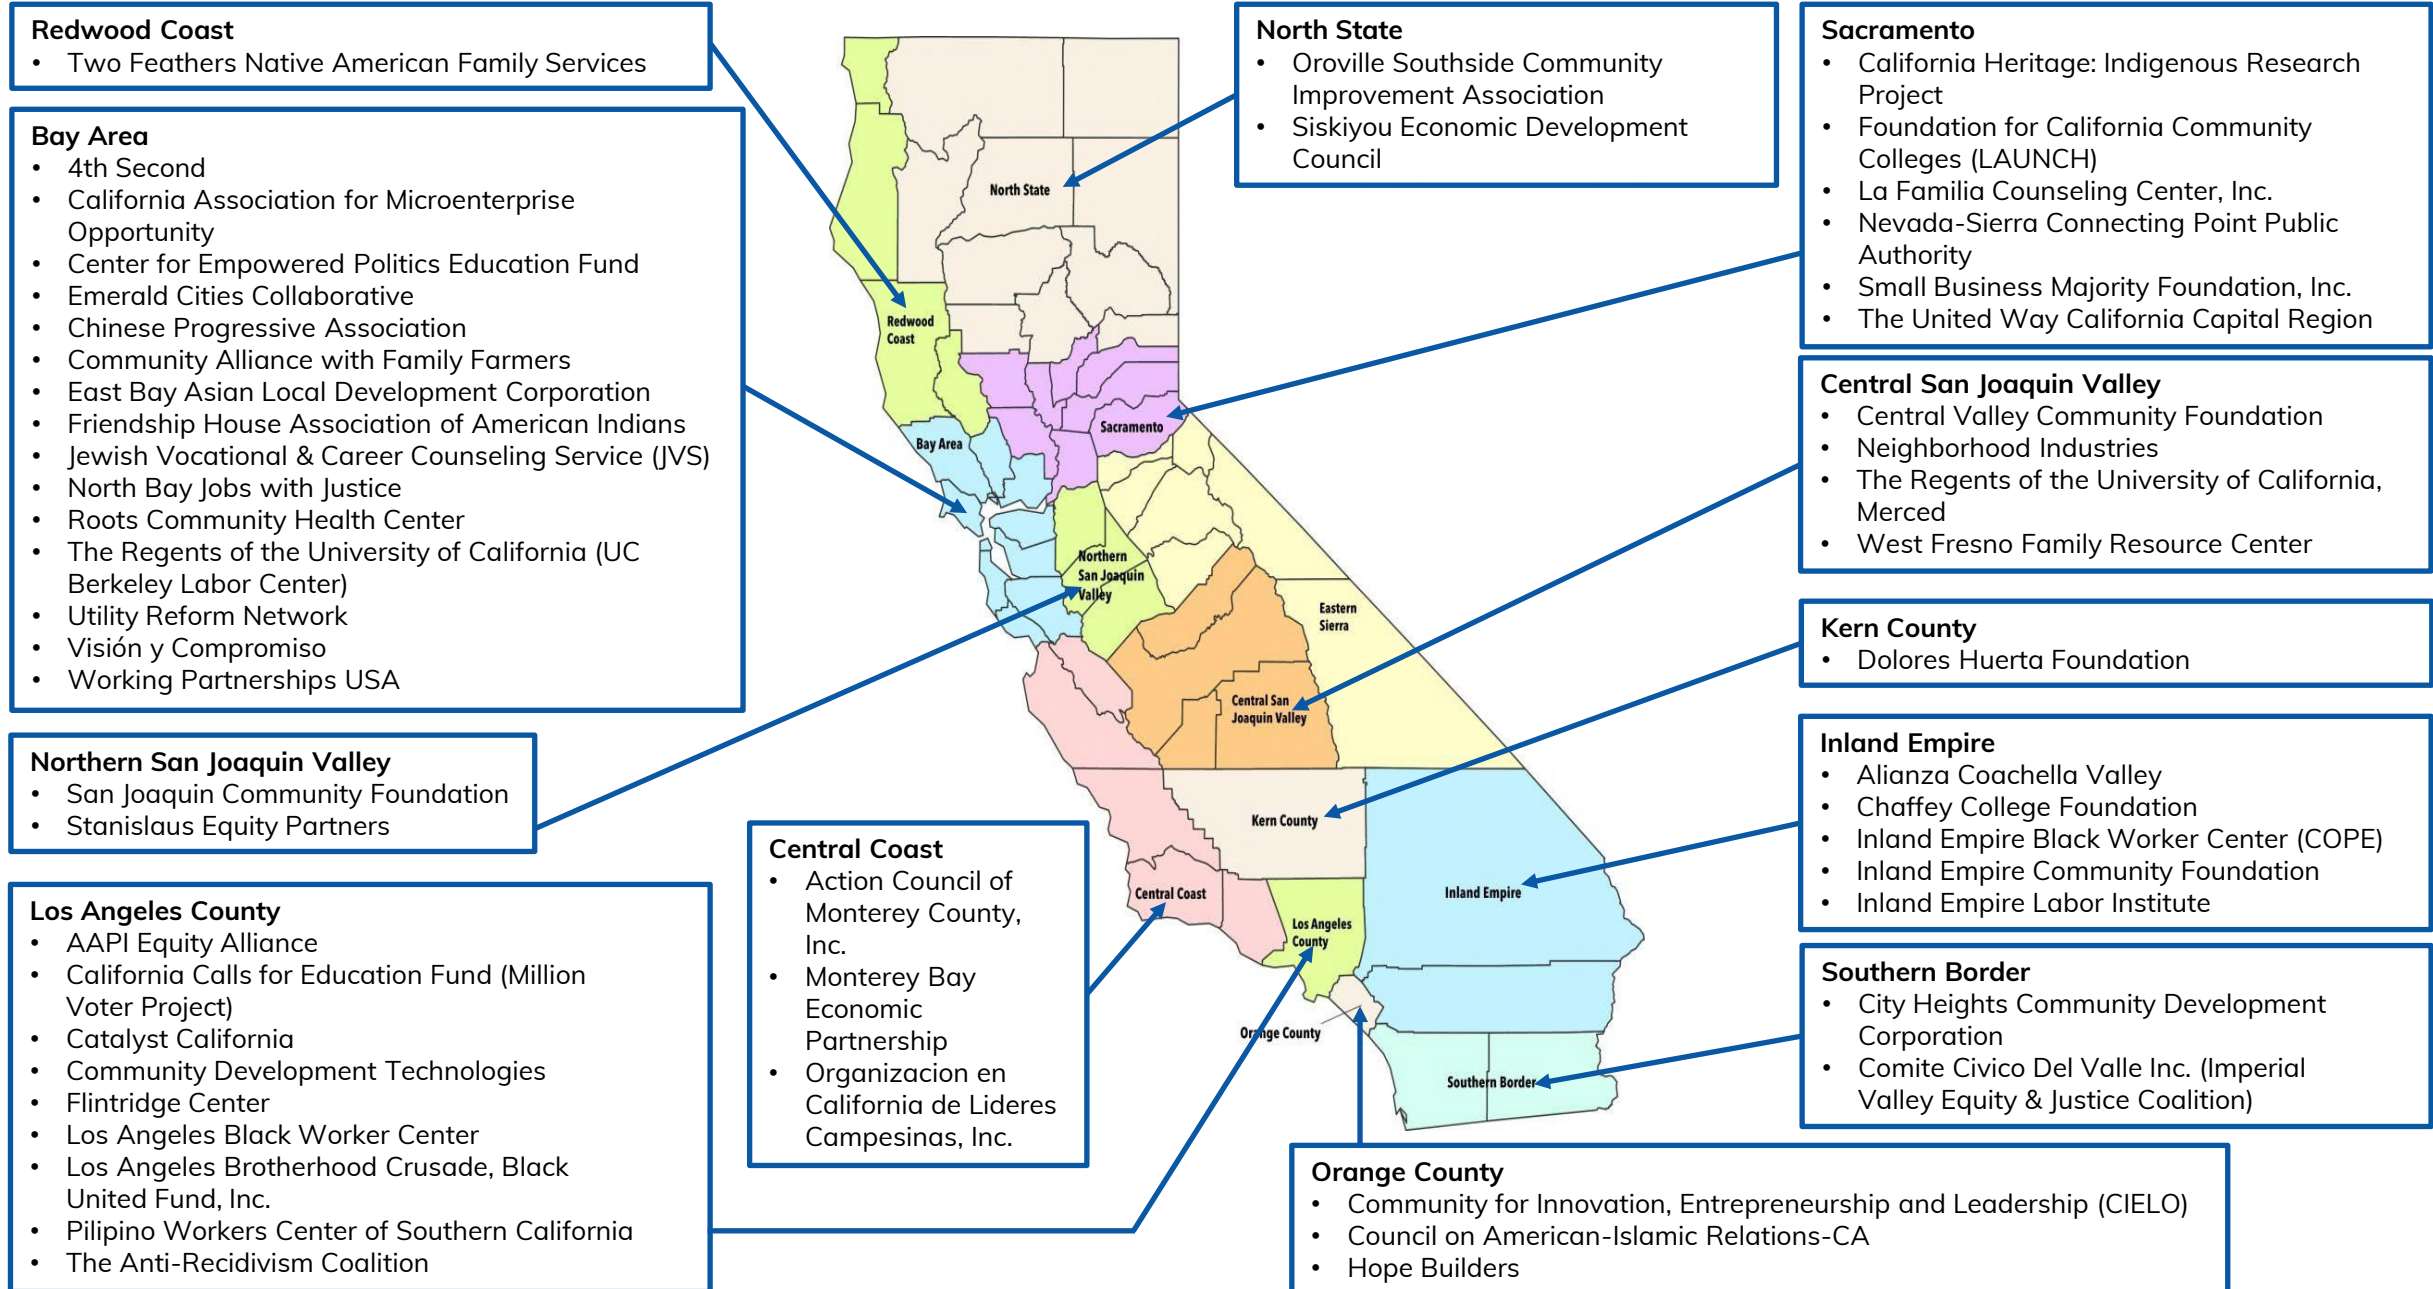 Redwood Coast
• Two Feathers Native American Family Services
Bay Area
• 4th Second
• California Association for Microenterprise
Opportunity
• Center for Empowered Politics Education Fund
• Emerald Cities Collaborative
• Chinese Progressive Association
• Community Alliance with Family Farmers
• East Bay Asian Local Development Corporation
• Friendship House Association of American Indians
• Jewish Vocational & Career Counseling Service (JVS)
• North Bay Jobs with Justice
• Roots Community Health Center
• The Regents of the University of California (UC
Berkeley Labor Center)
• Utility Reform Network
• Visión y Compromiso
• Working Partnerships USA
Northern San Joaquin Valley
• San Joaquin Community Foundation
• Stanislaus Equity Partners
Los Angeles County
• AAPI Equity Alliance
• California Calls for Education Fund (Million
Voter Project)
• Catalyst California
• Community Development Technologies
• Flintridge Center
• Los Angeles Black Worker Center
• Los Angeles Brotherhood Crusade, Black
United Fund, Inc.
• Pilipino Workers Center of Southern California
• The Anti-Recidivism Coalition
Central Coast
• Action Council of
Monterey County,
Inc.
• Monterey Bay
Economic
Partnership
• Organizacion en
California de Lideres
Campesinas, Inc.
North State
Redwood
Coast
Sacramento
Bay Area
Northern
San Joaquin
Valley
Eastern
Sierra
Central San
Joaquin Valley
Kern County
Central Coast
Inland Empire
Los Angeles
County
Orange County
Southern Border
North State
• Oroville Southside Community
Improvement Association
• Siskiyou Economic Development
Council
Sacramento
• California Heritage: Indigenous Research
Project
• Foundation for California Community
Colleges (LAUNCH)
• La Familia Counseling Center, Inc.
• Nevada-Sierra Connecting Point Public
Authority
• Small Business Majority Foundation, Inc.
• The United Way California Capital Region
Central San Joaquin Valley
• Central Valley Community Foundation
• Neighborhood Industries
• The Regents of the University of California,
Merced
• West Fresno Family Resource Center
Kern County
• Dolores Huerta Foundation
Inland Empire
• Alianza Coachella Valley
• Chaffey College Foundation
• Inland Empire Black Worker Center (COPE)
• Inland Empire Community Foundation
• Inland Empire Labor Institute
Southern Border
• City Heights Community Development
Corporation
• Comite Civico Del Valle Inc. (Imperial
Valley Equity & Justice Coalition)
Orange County
• Community for Innovation, Entrepreneurship and Leadership (CIELO)
• Council on American-Islamic Relations-CA
• Hope Builders